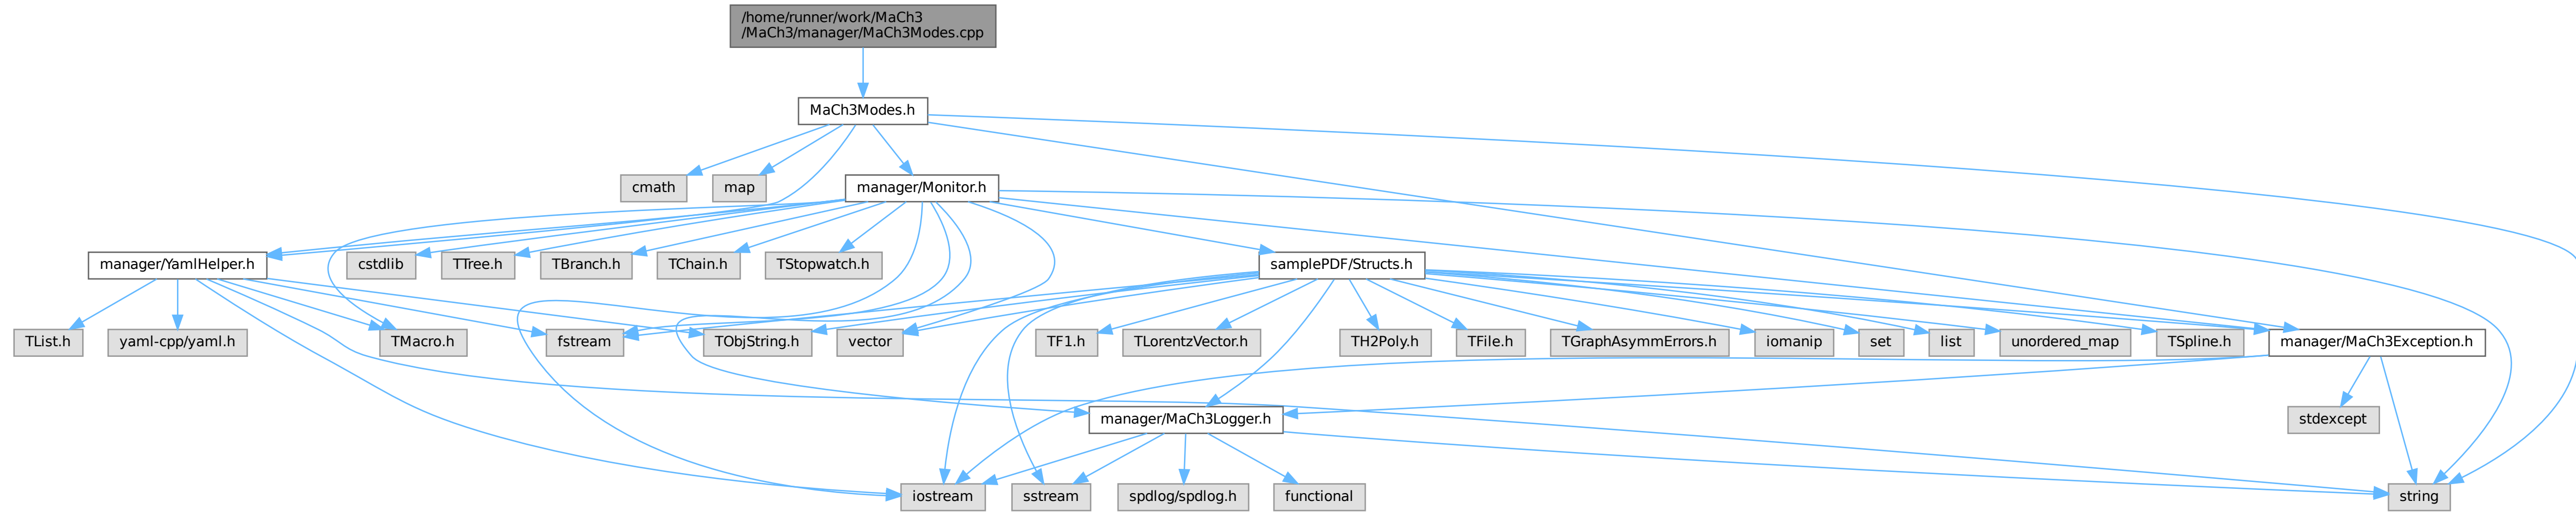 /home/runner/work/MaCh3
/MaCh3/manager/MaCh3Modes.cpp
MaCh3Modes.h
cmath
map
manager/Monitor.h
manager/YamlHelper.h
cstdlib
TTree.h
TBranch.h
TChain.h
TStopwatch.h
samplePDF/Structs.h
TList.h
yaml-cpp/yaml.h
TMacro.h
fstream
TObjString.h
vector
TF1.h
TLorentzVector.h
TH2Poly.h
TFile.h
TGraphAsymmErrors.h
iomanip
set
list
unordered_map
TSpline.h
manager/MaCh3Exception.h
manager/MaCh3Logger.h
stdexcept
iostream
sstream
spdlog/spdlog.h
functional
string